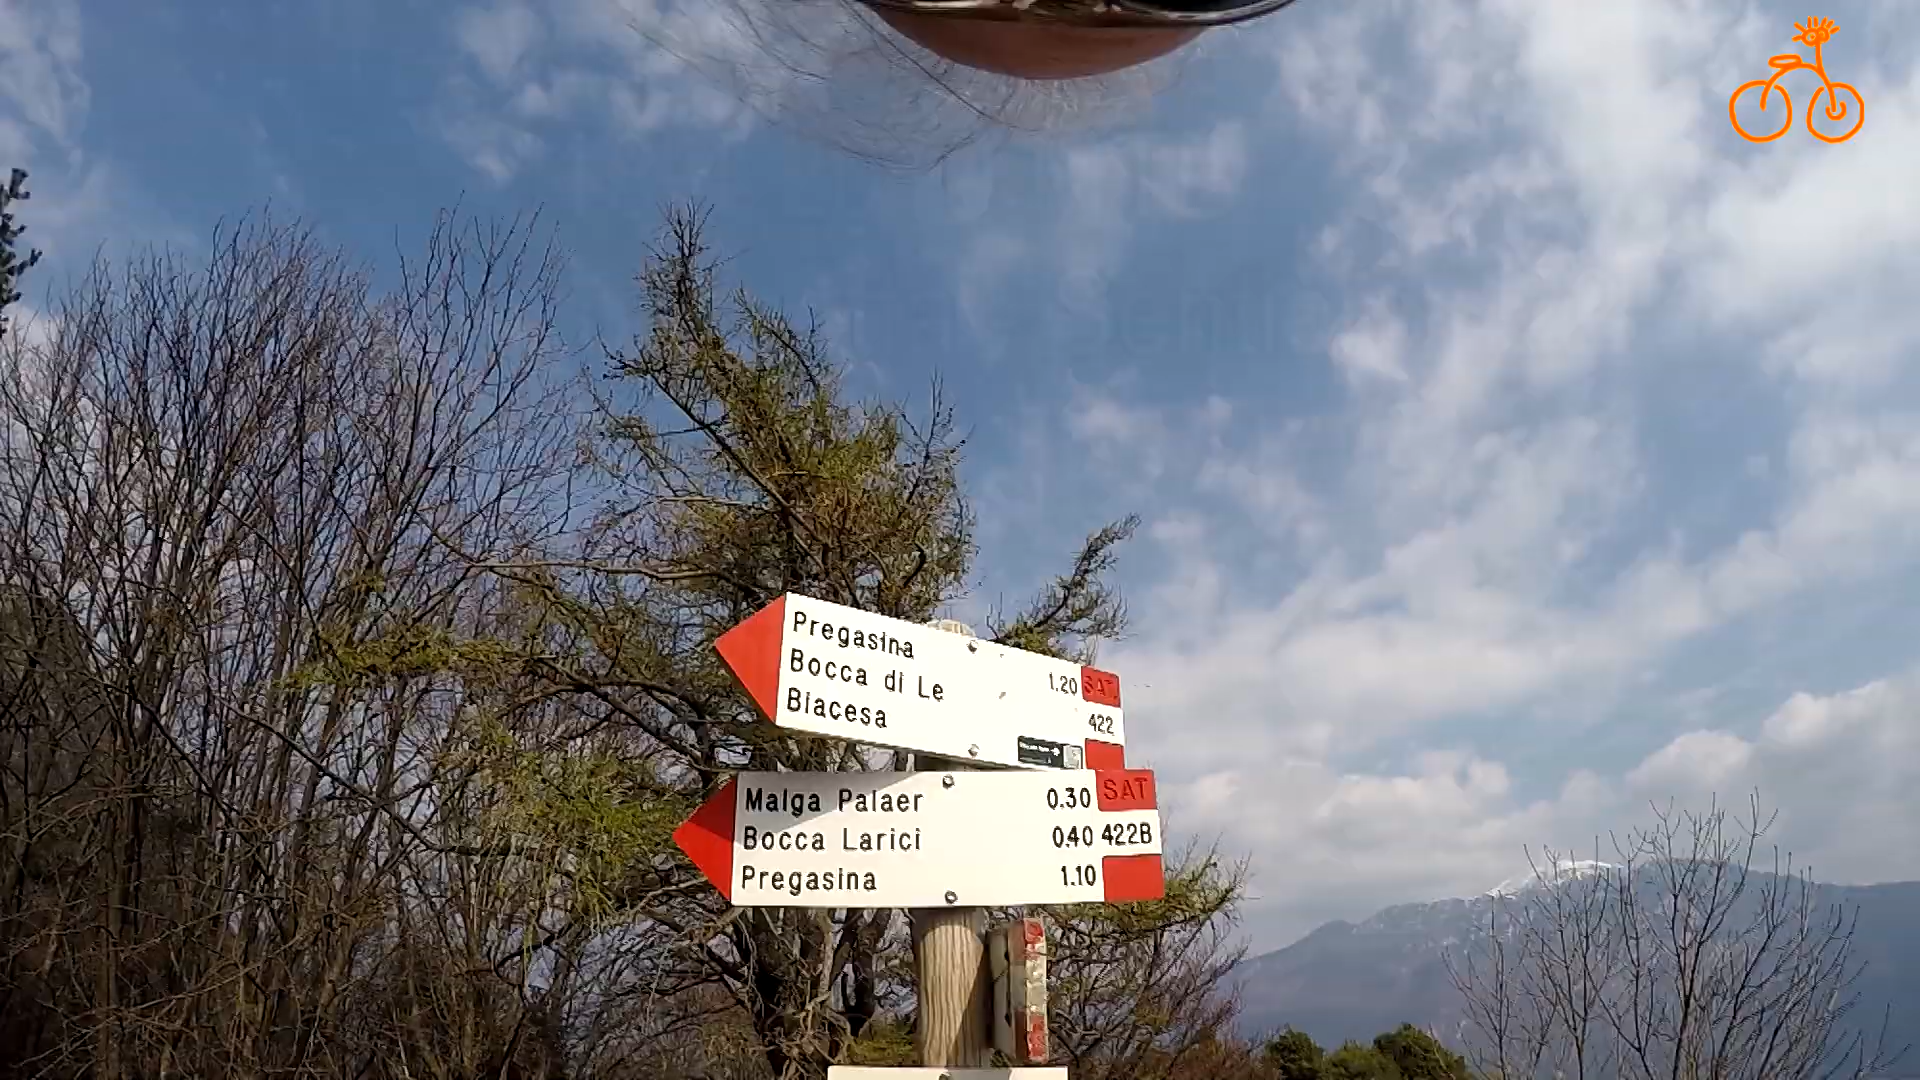 Pregasina
Bocca di Le
Biacesa
1.20 SAT.
422
Malga Palaer 0.30 SAT
Bocca Larici 0.40 422B
Pregasina 1.10